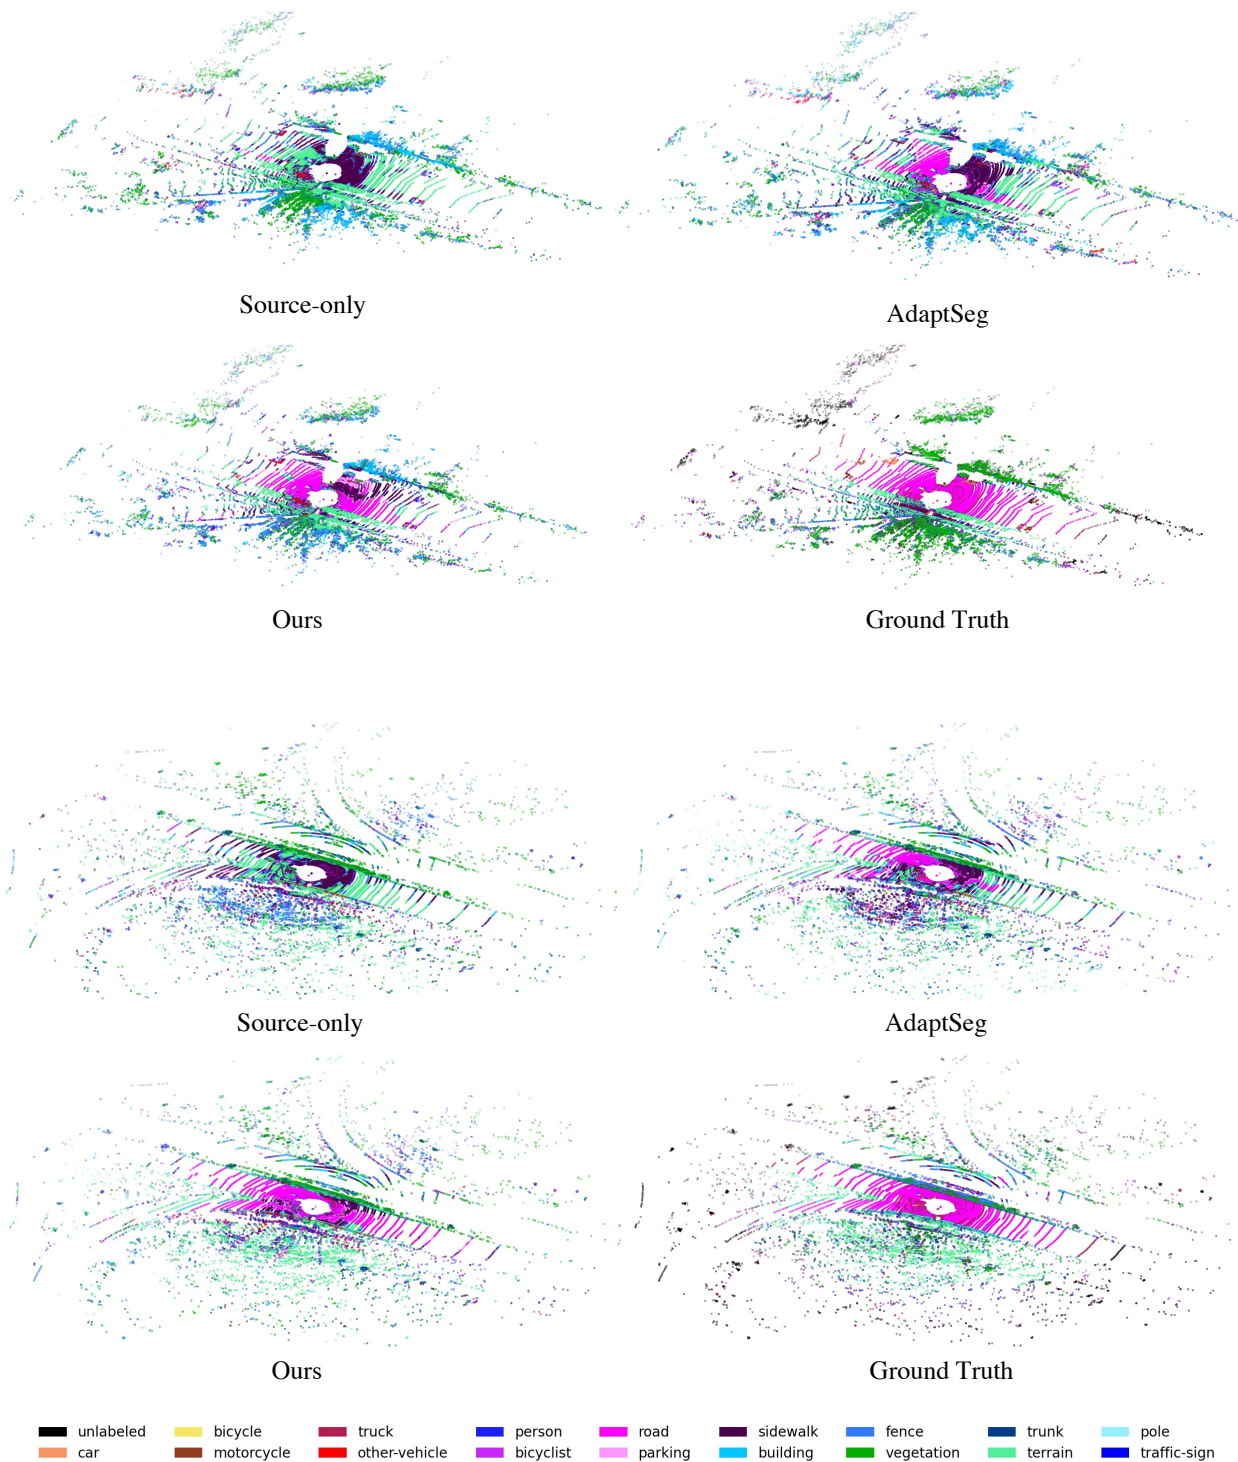 Source-only
AdaptSeg
Ours
Ground Truth
Source-only
AdaptSeg
Ours
Ground Truth
unlabeled bicycle truck person road sidewalk fence trunk pole
car motorcycle other-vehicle bicyclist parking building vegetation terrain traffic-sign